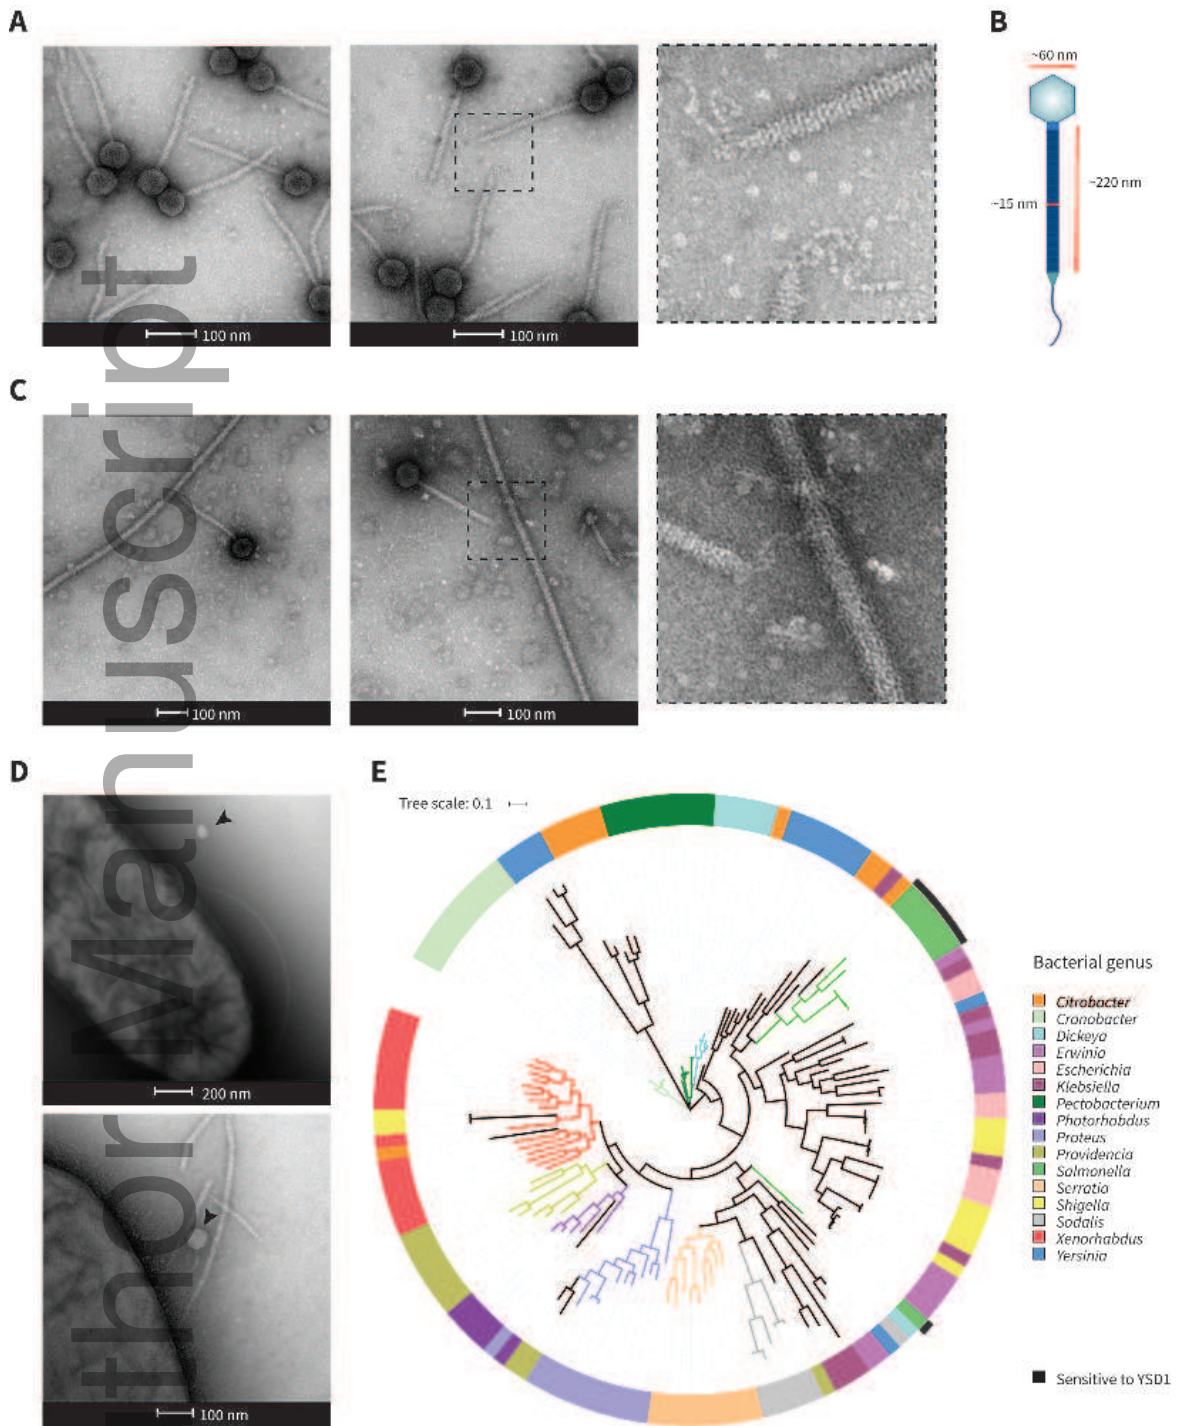 A
B
100 nm
100 nm
~60 nm
~220 nm
~15 nm
C
100 nm
100 nm
D
200 nm
100 nm
E
Tree scale: 0.1
Bacterial genus
Citrobacter
Cronobacter
Dickeya
Erwinia
Escherichia
Klebsiella
Pectobacterium
Photorhabdus
Proteus
Providencia
Salmonella
Serratia
Shigella
Sodalis
Xenorhabdus
Yersinia
Sensitive to YSD1
thor Manuscript